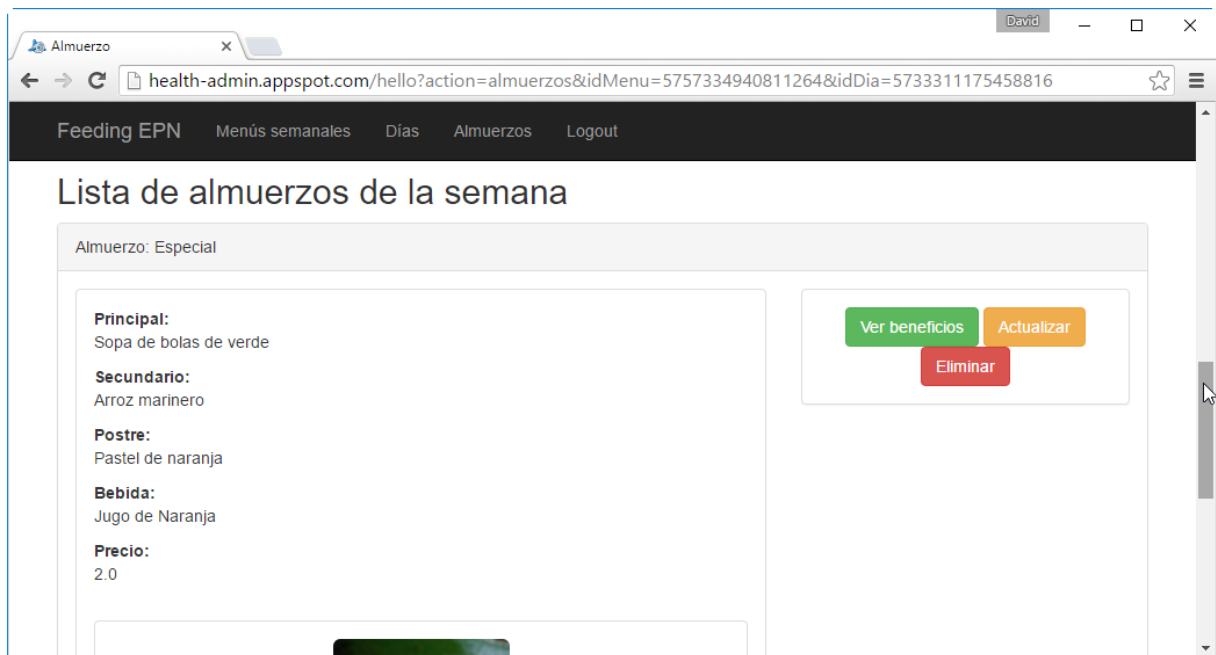 David
Almuerzo
health-admin.appspot.com/hello?action=almuerzos&idMenu=5757334940811264&idDia=5733311175458816
Feeding EPN Menús semanales Días Almuerzos Logout
Lista de almuerzos de la semana
Almuerzo: Especial
Principal:
Sopa de bolas de verde
Secundario:
Arroz marinero
Postre:
Pastel de naranja
Bebida:
Jugo de Naranja
Precio:
2.0
Ver beneficios Actualizar
Eliminar